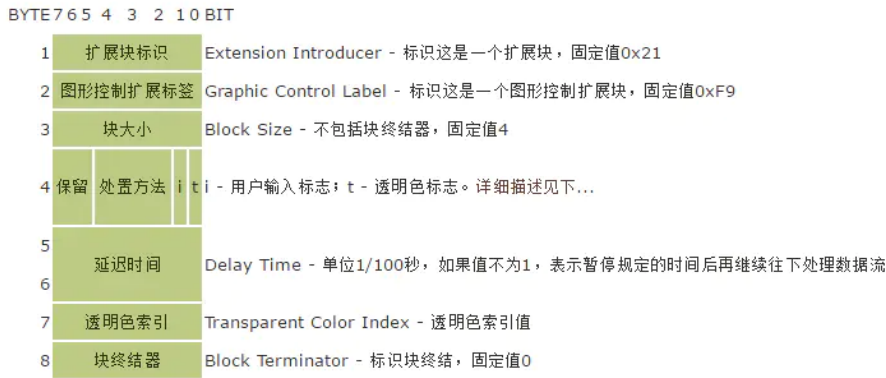 BYTE 7 6 5 4 3 2 1 0 BIT
1 扩展块标识 Extension Introducer - 标识这是一个扩展块，固定值0x21
2 图形控制扩展标签 Graphic Control Label - 标识这是一个图形控制扩展块，固定值0xF9
3 块大小 Block Size - 不包括块终结器，固定值4
4 保留 处置方法 i t i - 用户输入标志；t - 透明色标志。详细描述见下...
5
延迟时间 Delay Time - 单位1/100秒，如果值不为1，表示暂停规定的时间后再继续往下处理数据流
6
7 透明色索引 Transparent Color Index - 透明色索引值
8 块终结器 Block Terminator - 标识块终结，固定值0